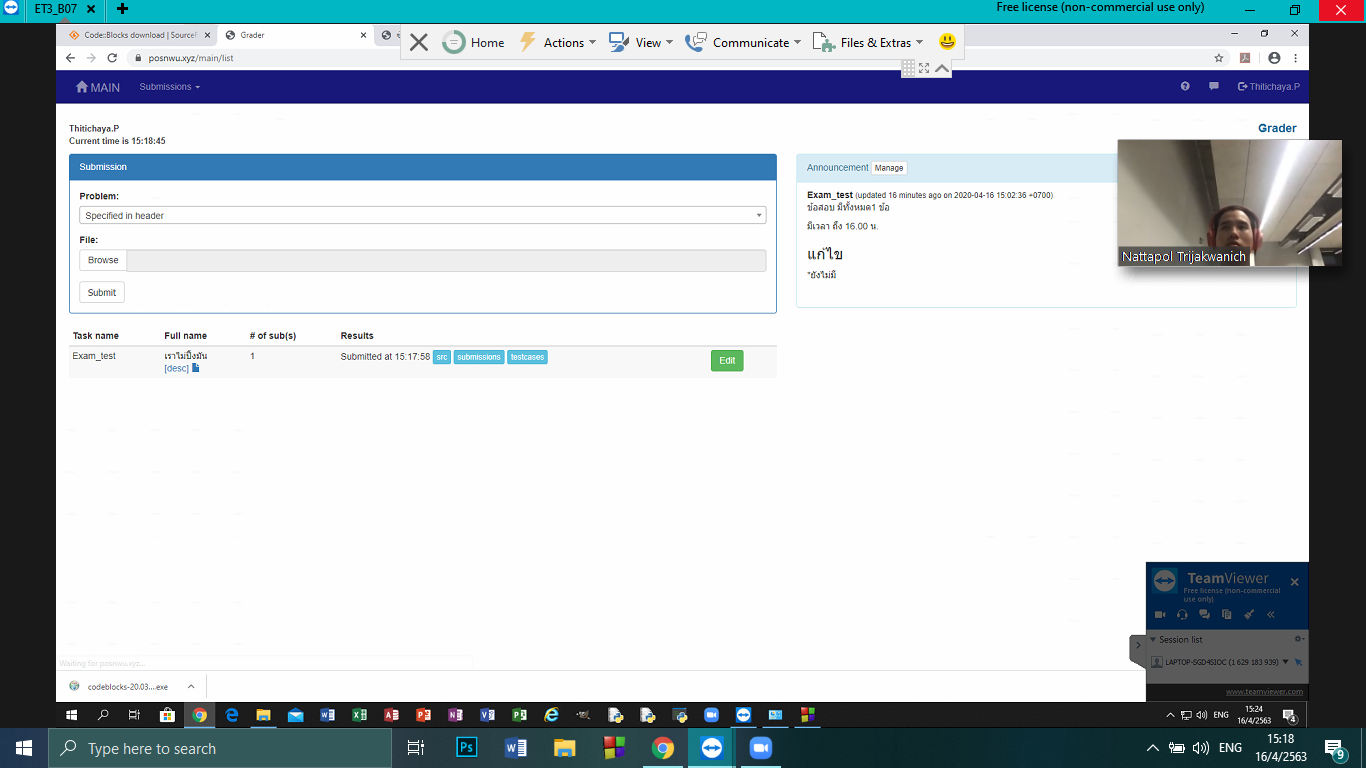 ET3_B07
Free license (non-commercial use only)
Code::Blocks download | SourceF
Grader
Home
Actions
View
Communicate
Files & Extras
posnwu.xyz/main/list
MAIN
Submissions
Thitichaya.P
Thitichaya.P
Current time is 15:18:45
Grader
Submission
Problem:
Specified in header
File:
Browse
Submit
Announcement
Manage
Exam_test (updated 16 minutes ago on 2020-04-16 15:02:36 +0700)
ข้อสอบ มีทั้งหมด1 ข้อ
มีเวลา ถึง 16.00 น.
แก้ไข
*ยังไม่มี
Nattapol Trijakwanich
Task name Full name # of sub(s) Results
Exam_test เราไม่ปิ้งมัน 1 Submitted at 15:17:58 src submissions testcases Edit
[desc]
TeamViewer
Free license (non-commercial
use only)
Session list
LAPTOP-SGD4SIOC (1 629 183 939)
www.teamviewer.com
Waiting for posnwu.xyz...
codeblocks-20.03....exe
ENG
15:24
16/4/2563
4
Type here to search
ENG
15:18
16/4/2563
9